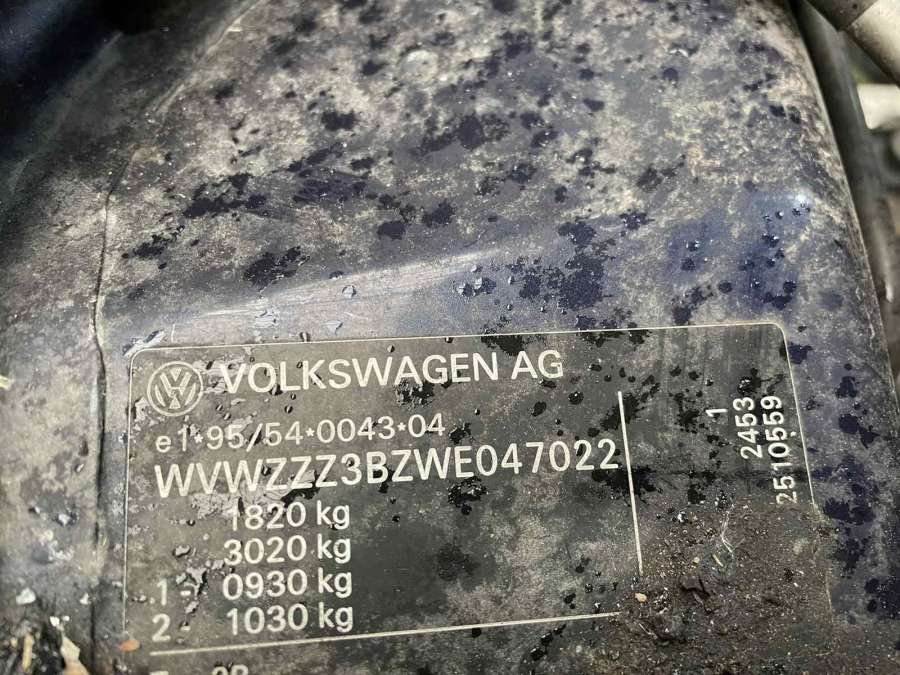 VOLKSWAGEN AG
e1*95/54*0043*04
WVWZZZ3BZWE047022
1820 kg
3020 kg
1 - 0930 kg
2 - 1030 kg
1
2453
2510559